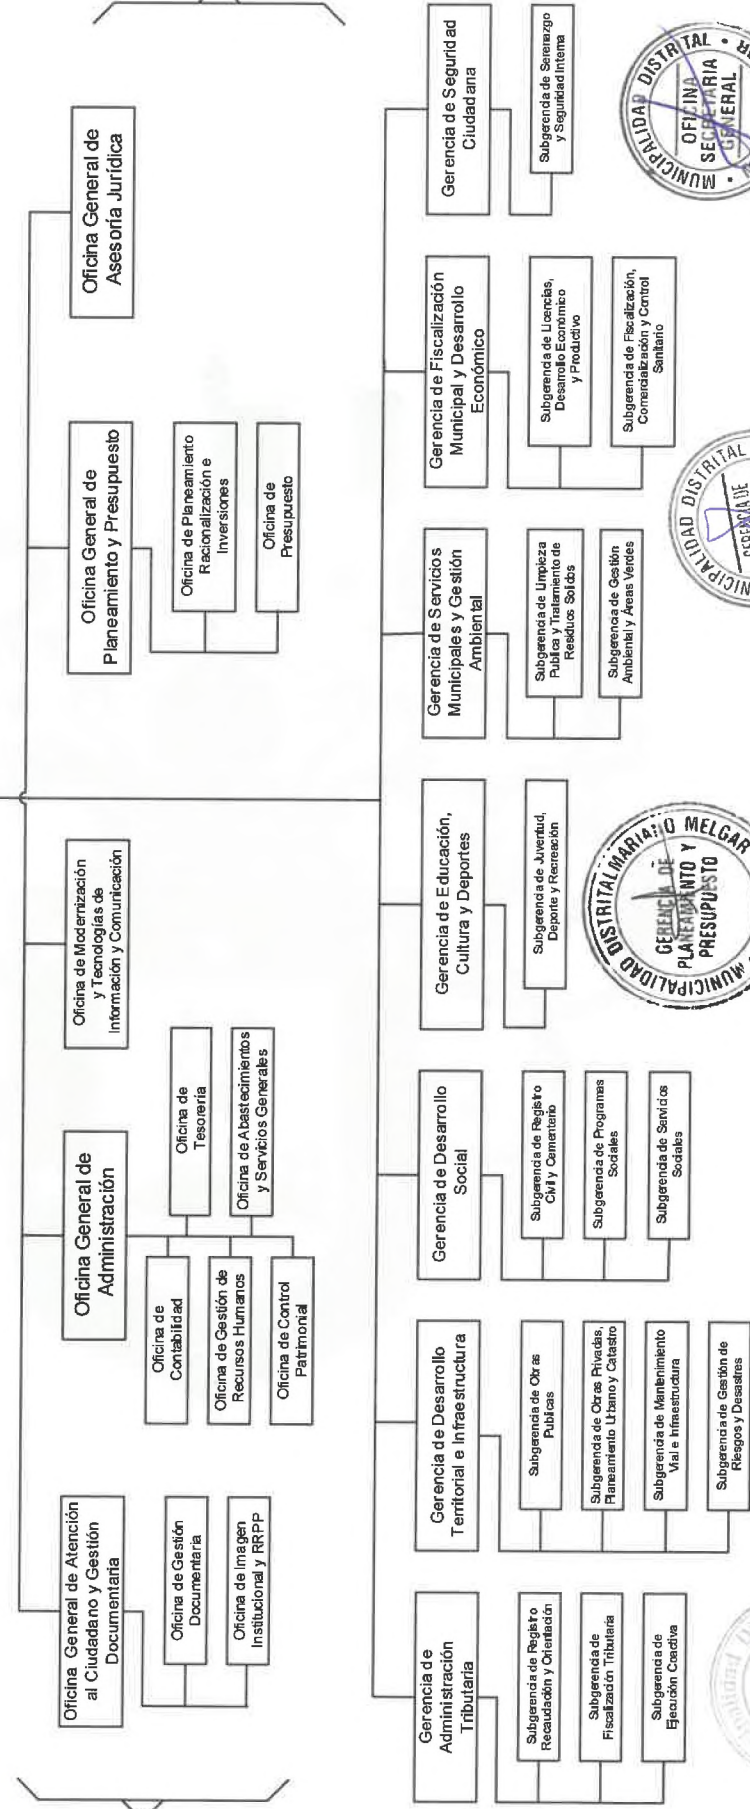 Oficina General de Atención
al Ciudadano y Gestión
Documentaria
Oficina de Gestión
Documentaria
Oficina de Imagen
Institucional y RRPP
Oficina General de
Administración
Oficina de
Contabilidad
Oficina de Gestión de
Recursos Humanos
Oficina de Control
Patrimonial
Oficina de
Tesorería
Oficina de Abastecimientos
y Servicios Generales
Oficina de Modernización
y Tecnologías de
Información y Comunicación
Oficina General de
Planeamiento y Presupuesto
Oficina de Planeamiento
Racionalización e
Inversiones
Oficina de
Presupuesto
Oficina General de
Asesoría Jurídica
Gerencia de
Administración
Tributaria
Subgerencia de Registro
Recaudación y Orientación
Subgerencia de
Fiscalización Tributaria
Subgerencia de
Ejecución Coactiva
Gerencia de Desarrollo
Territorial e Infraestructura
Subgerencia de Obras
Publicas
Subgerencia de Obras Privadas,
Planeamiento Urbano y Catastro
Subgerencia de Mantenimiento
Vial e Infraestructura
Subgerencia de Gestión de
Riesgos y Desastres
Gerencia de Desarrollo
Social
Subgerencia de Registro
Civil y Cementerio
Subgerencia de Programas
Sociales
Subgerencia de Servicios
Sociales
Gerencia de Educación,
Cultura y Deportes
Subgerencia de Juventud,
Deporte y Recreación
Gerencia de Servicios
Municipales y Gestión
Ambiental
Subgerencia de Limpieza
Publica y Tratamiento de
Residuos Solidos
Subgerencia de Gestión
Ambiental y Áreas Verdes
Gerencia de Fiscalización
Municipal y Desarrollo
Económico
Subgerencia de Licencias,
Desarrollo Económico
y Productivo
Subgerencia de Fiscalización,
Comercialización y Control
Sanitario
Gerencia de Seguridad
Ciudadana
Subgerencia de Serenazgo
y Seguridad Interna
MUNICIPALIDAD DISTRITAL MARIANO MELGAR
GERENCIA DE
PLANEAMIENTO Y
PRESUPUESTO
DISTRITAL
GERENCIA DE
MUNICIPALIDAD DISTRITAL
OFICINA
SECRETARIA
GENERAL